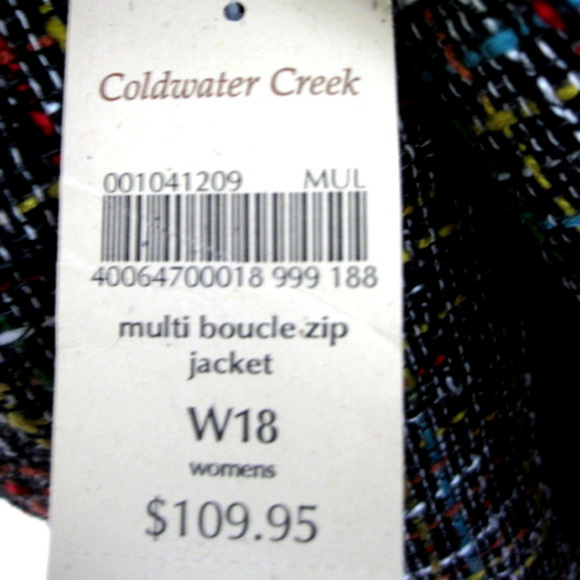 Coldwater Creek
001041209 MUL
40064700018 999 188
multi boucle zip
jacket
W18
womens
$109.95